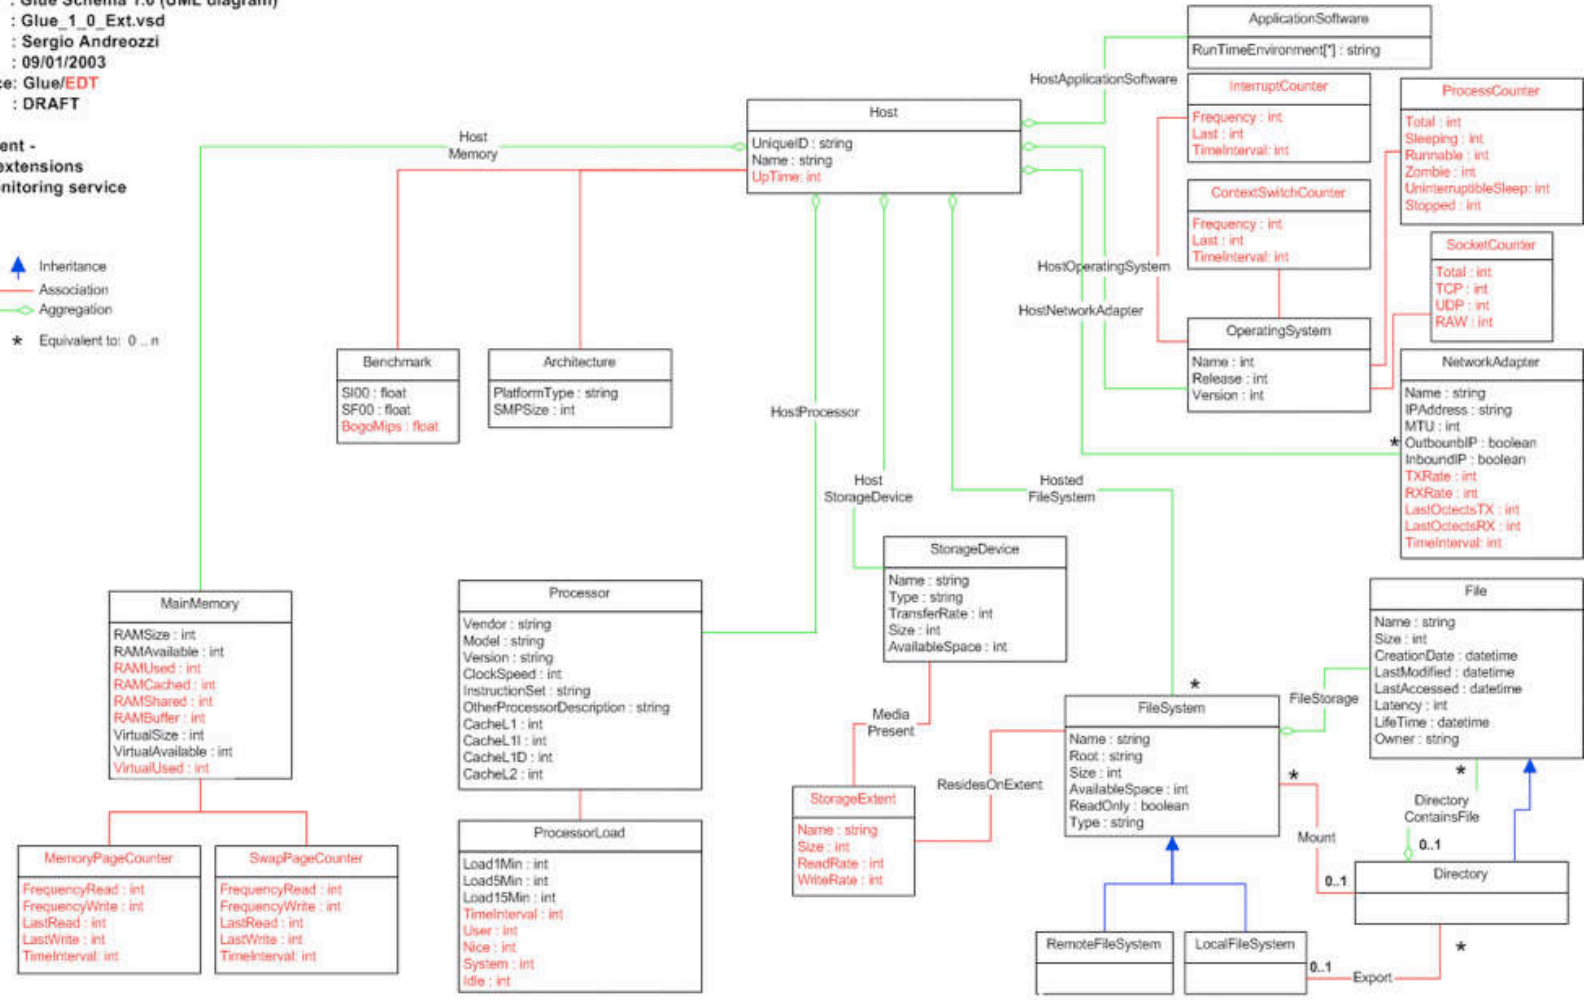 : Glue Schema 1.0 (UML diagram)
: Glue_1_0_Ext.vsd
: Sergio Andreozzi
: 09/01/2003
ce: Glue/EDT
: DRAFT
ent -
extensions
nitoring service
Inheritance
Association
Aggregation
* Equivalent to: 0 .. n
Host
Memory
Host
UniqueID : string
Name : string
UpTime: int
HostApplicationSoftware
ApplicationSoftware
RunTimeEnvironment[*] : string
InterruptCounter
Frequency : int
Last : int
TimeInterval: int
ProcessCounter
Total : int
Sleeping : int
Runnable : int
Zombie : int
UninterruptibleSleep: int
Stopped : int
ContextSwitchCounter
Frequency : int
Last : int
TimeInterval: int
SocketCounter
Total : int
TCP : int
UDP : int
RAW : int
HostOperatingSystem
HostNetworkAdapter
OperatingSystem
Name : int
Release : int
Version : int
Benchmark
SI00 : float
SF00 : float
BogoMips : float
Architecture
PlatformType : string
SMPSize : int
NetworkAdapter
Name : string
IPAddress : string
MTU : int
OutbounbIP : boolean
InboundIP : boolean
TXRate : int
RXRate : int
LastOctectsTX : int
LastOctectsRX : int
TimeInterval: int
*
HostProcessor
Host
StorageDevice
Hosted
FileSystem
StorageDevice
Name : string
Type : string
TransferRate : int
Size : int
AvailableSpace : int
MainMemory
RAMSize : int
RAMAvailable : int
RAMUsed : int
RAMCached : int
RAMShared : int
RAMBuffer : int
VirtualSize : int
VirtualAvailable : int
VirtualUsed : int
Processor
Vendor : string
Model : string
Version : string
ClockSpeed : int
InstructionSet : string
OtherProcessorDescription : string
CacheL1 : int
CacheL1I : int
CacheL1D : int
CacheL2 : int
File
Name : string
Size : int
CreationDate : datetime
LastModified : datetime
LastAccessed : datetime
Latency : int
LifeTime : datetime
Owner : string
FileStorage
*
FileSystem
Name : string
Root : string
Size : int
AvailableSpace : int
ReadOnly : boolean
Type : string
Media
Present
ResidesOnExtent
StorageExtent
Name : string
Size : int
ReadRate : int
WriteRate : int
*
Mount
0..1
*
Directory
ContainsFile
0..1
Directory
MemoryPageCounter
FrequencyRead : int
FrequencyWrite : int
LastRead : int
LastWrite : int
TimeInterval: int
SwapPageCounter
FrequencyRead : int
FrequencyWrite : int
LastRead : int
LastWrite : int
TimeInterval: int
ProcessorLoad
Load1Min : int
Load5Min : int
Load15Min : int
TimeInterval : int
User : int
Nice : int
System : int
Idle : int
RemoteFileSystem
LocalFileSystem
0..1
Export
*